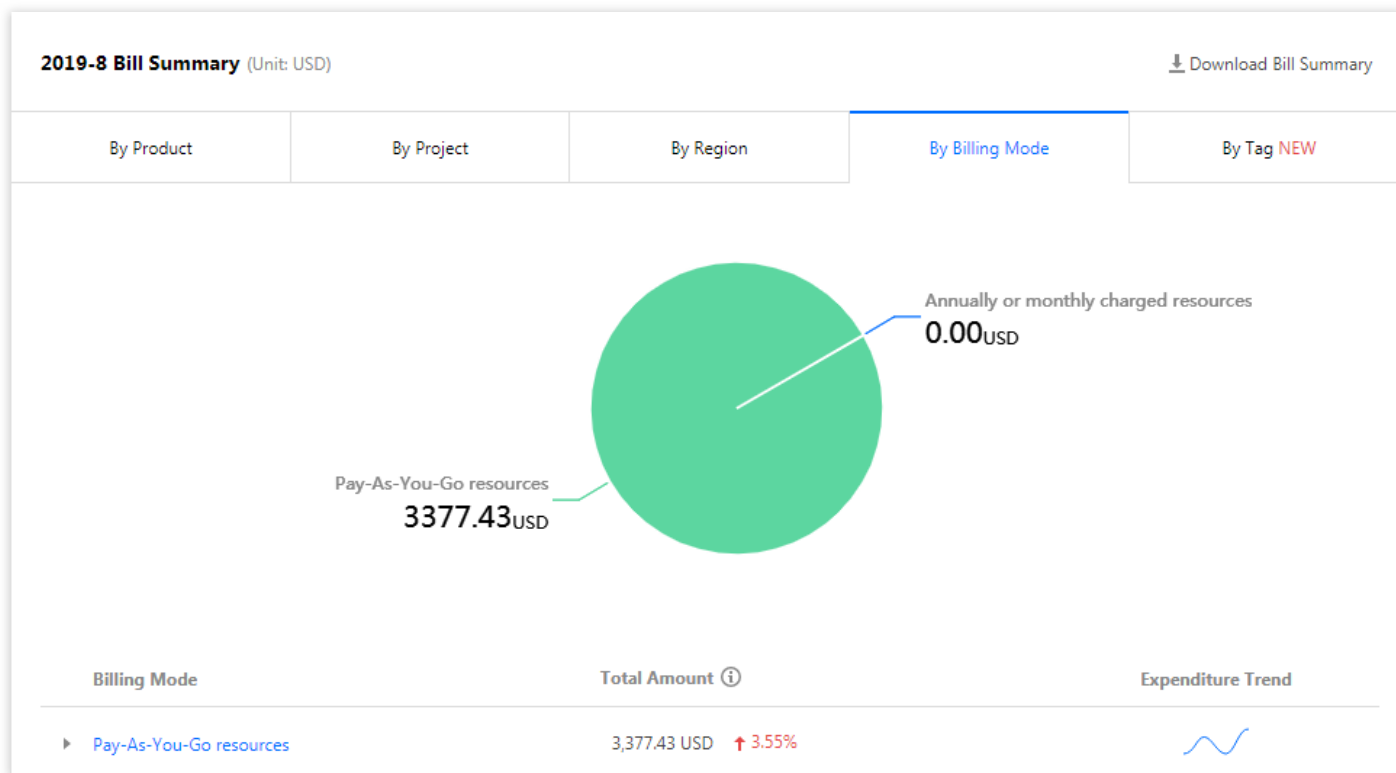 2019-8 Bill Summary (Unit: USD)
Download Bill Summary
By Product
By Project
By Region
By Billing Mode
By Tag NEW
Annually or monthly charged resources
0.00USD
Pay-As-You-Go resources
3377.43USD
Billing Mode
Total Amount
Expenditure Trend
Pay-As-You-Go resources
3,377.43 USD
3.55%